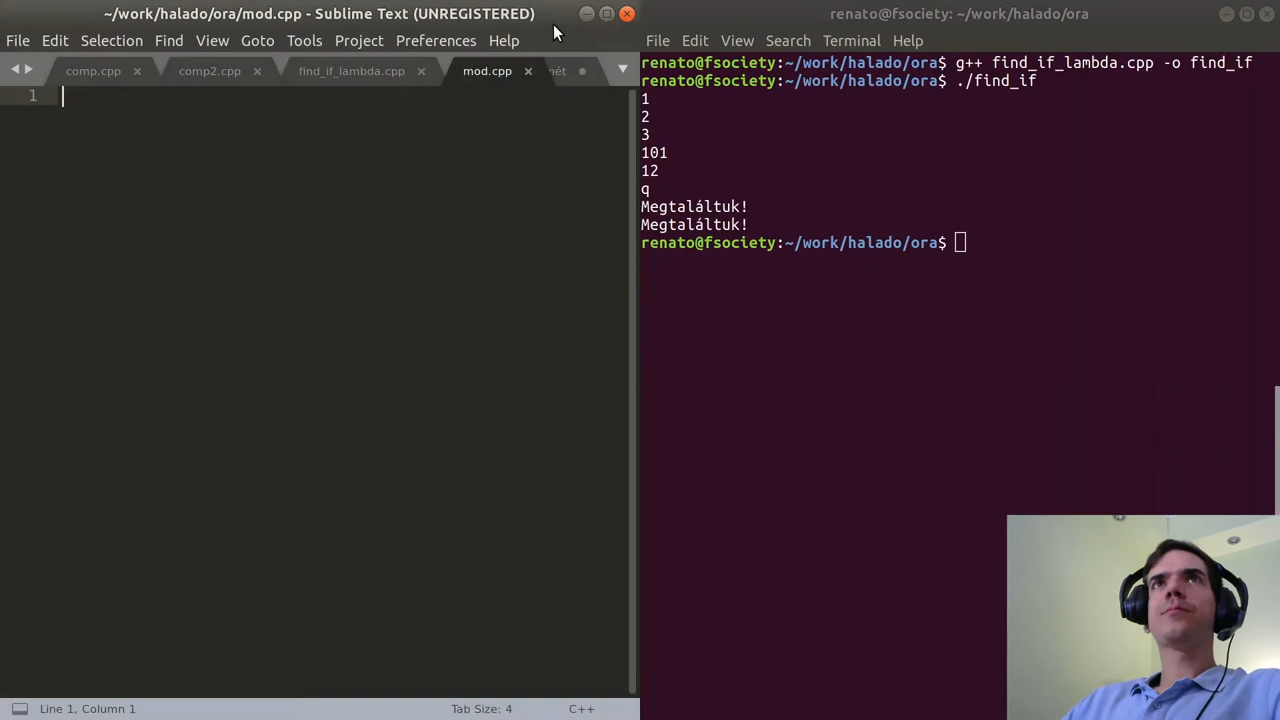 ~/work/halado/ora/mod.cpp - Sublime Text (UNREGISTERED)
File Edit Selection Find View Goto Tools Project Preferences Help
comp.cpp comp2.cpp find_if_lambda.cpp mod.cpp nét
1
Line 1, Column 1 Tab Size: 4 C++
renato@fsociety: ~/work/halado/ora
File Edit View Search Terminal Help
renato@fsociety:~/work/halado/ora$ g++ find_if_lambda.cpp -o find_if
renato@fsociety:~/work/halado/ora$ ./find_if
1
2
3
101
12
q
Megtaláltuk!
Megtaláltuk!
renato@fsociety:~/work/halado/ora$